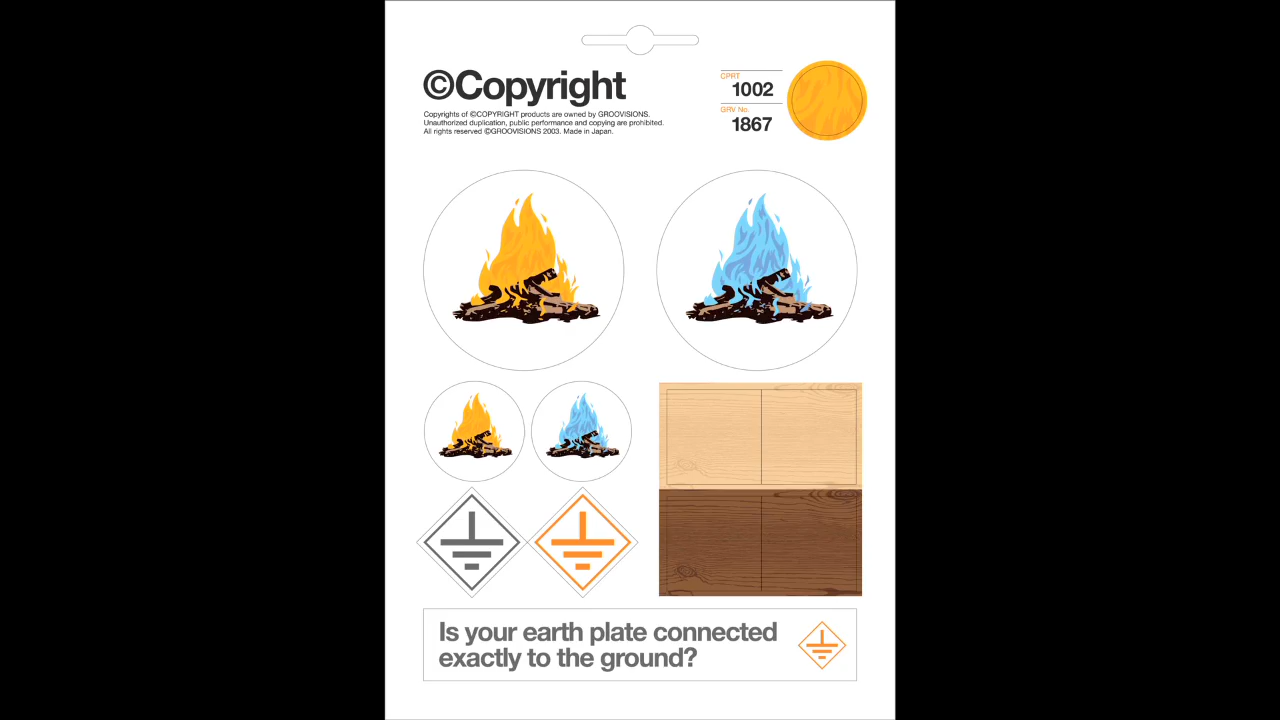 ©Copyright
Copyrights of ©COPYRIGHT products are owned by GROOVISIONS.
Unauthorized duplication, public performance and copying are prohibited.
All rights reserved ©GROOVISIONS 2003. Made in Japan.
CPRT
1002
GRV No.
1867
Is your earth plate connected
exactly to the ground?